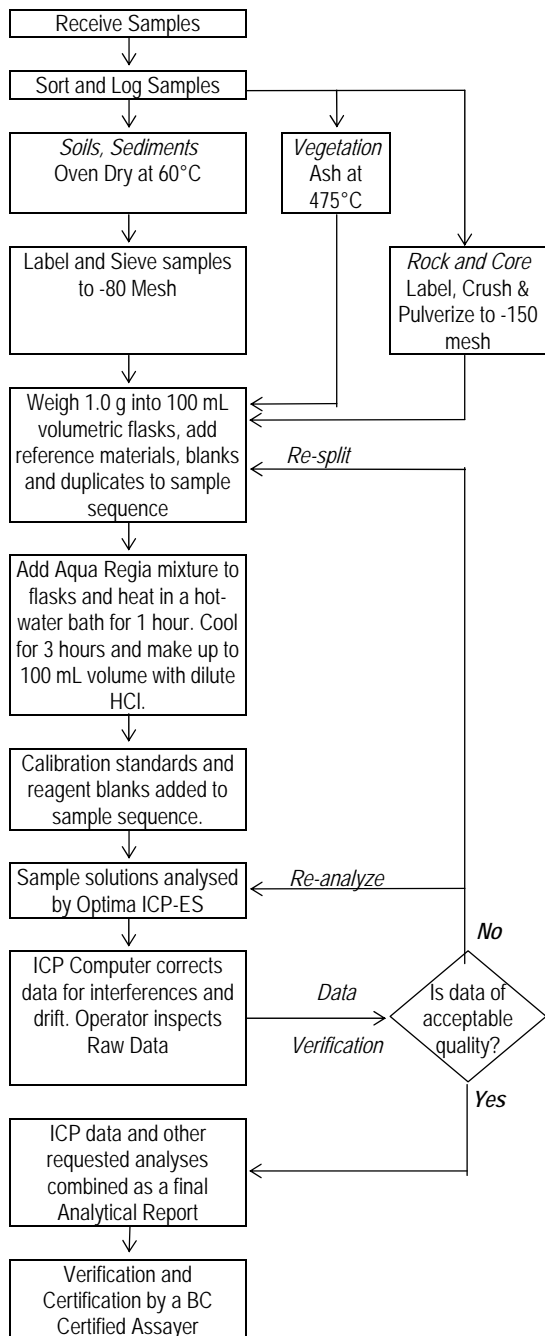 Receive Samples
Sort and Log Samples
Soils, Sediments
Oven Dry at 60°C
Vegetation
Ash at
475°C
Label and Sieve samples
to -80 Mesh
Rock and Core
Label, Crush &
Pulverize to -150
mesh
Weigh 1.0 g into 100 mL
volumetric flasks, add
reference materials, blanks
and duplicates to sample
sequence
Re-split
Add Aqua Regia mixture to
flasks and heat in a hot-
water bath for 1 hour. Cool
for 3 hours and make up to
100 mL volume with dilute
HCl.
Calibration standards and
reagent blanks added to
sample sequence.
Sample solutions analysed
by Optima ICP-ES
Re-analyze
No
ICP Computer corrects
data for interferences and
drift. Operator inspects
Raw Data
Data
Verification
Is data of
acceptable
quality?
Yes
ICP data and other
requested analyses
combined as a final
Analytical Report
Verification and
Certification by a BC
Certified Assayer